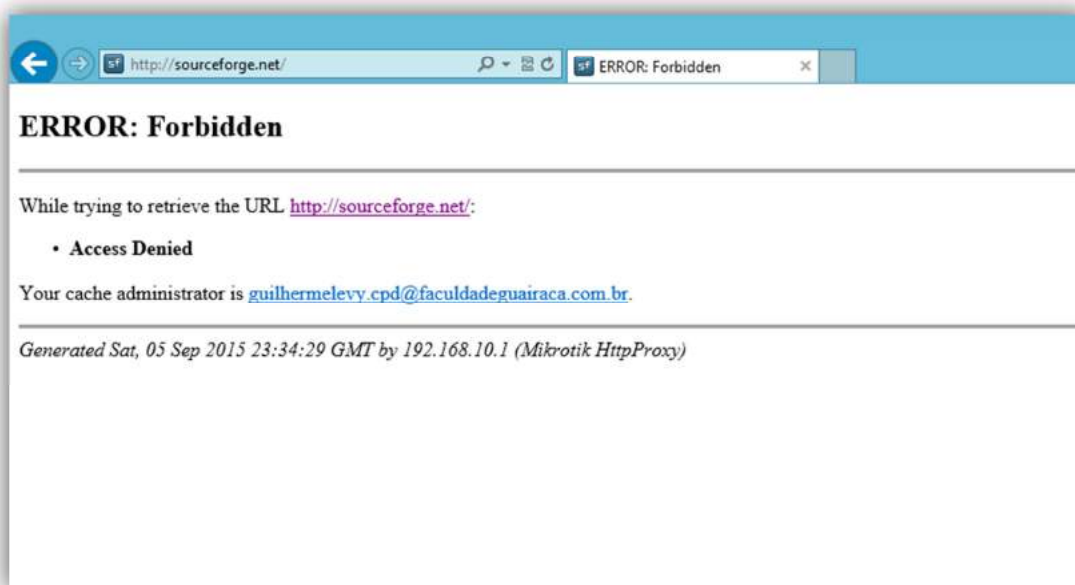 http://sourceforge.net/
sf ERROR: Forbidden
ERROR: Forbidden
While trying to retrieve the URL http://sourceforge.net/:
• Access Denied
Your cache administrator is guilhermelevy.cpd@faculdadeguairaca.com.br.
Generated Sat, 05 Sep 2015 23:34:29 GMT by 192.168.10.1 (Mikrotik HttpProxy)